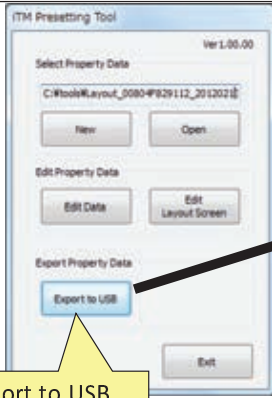 iTM Presetting Tool
Ver 1.00.00
Select Property Data
New
Open
Edit Property Data
Edit Data
Edit
Layout Screen
Export Property Data
Export to USB
Exit
ort to USB